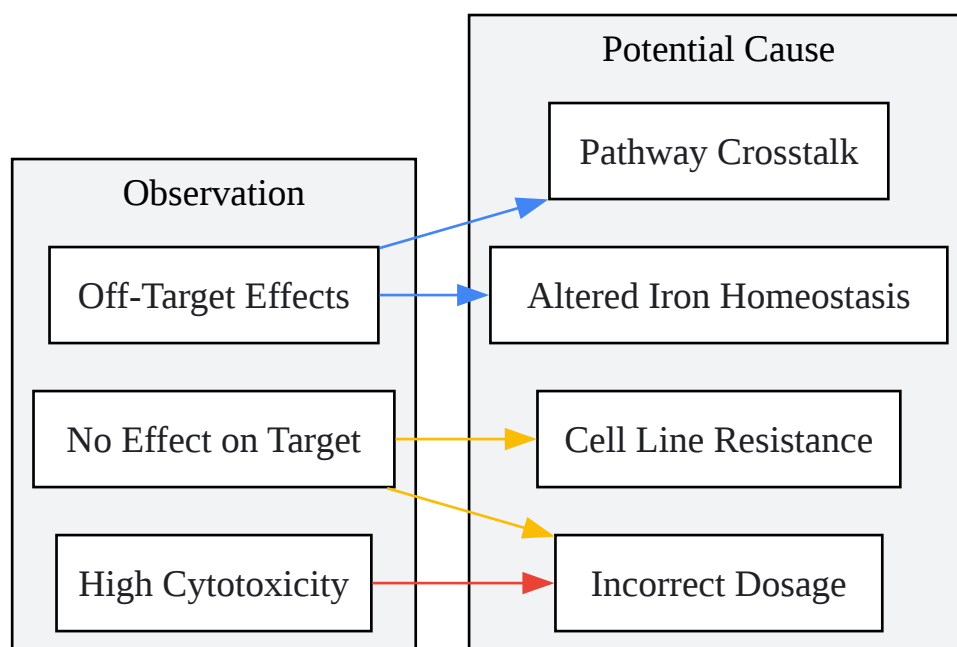 Potential Cause
Pathway Crosstalk
Observation
Off-Target Effects
Altered Iron Homeostasis
No Effect on Target
Cell Line Resistance
High Cytotoxicity
Incorrect Dosage